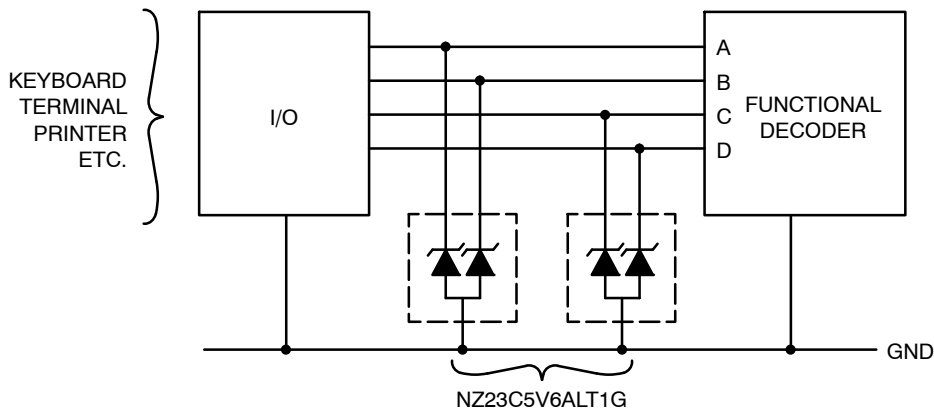 KEYBOARD
TERMINAL
PRINTER
ETC.
I/O
A
B
C
D
FUNCTIONAL
DECODER
GND
NZ23C5V6ALT1G